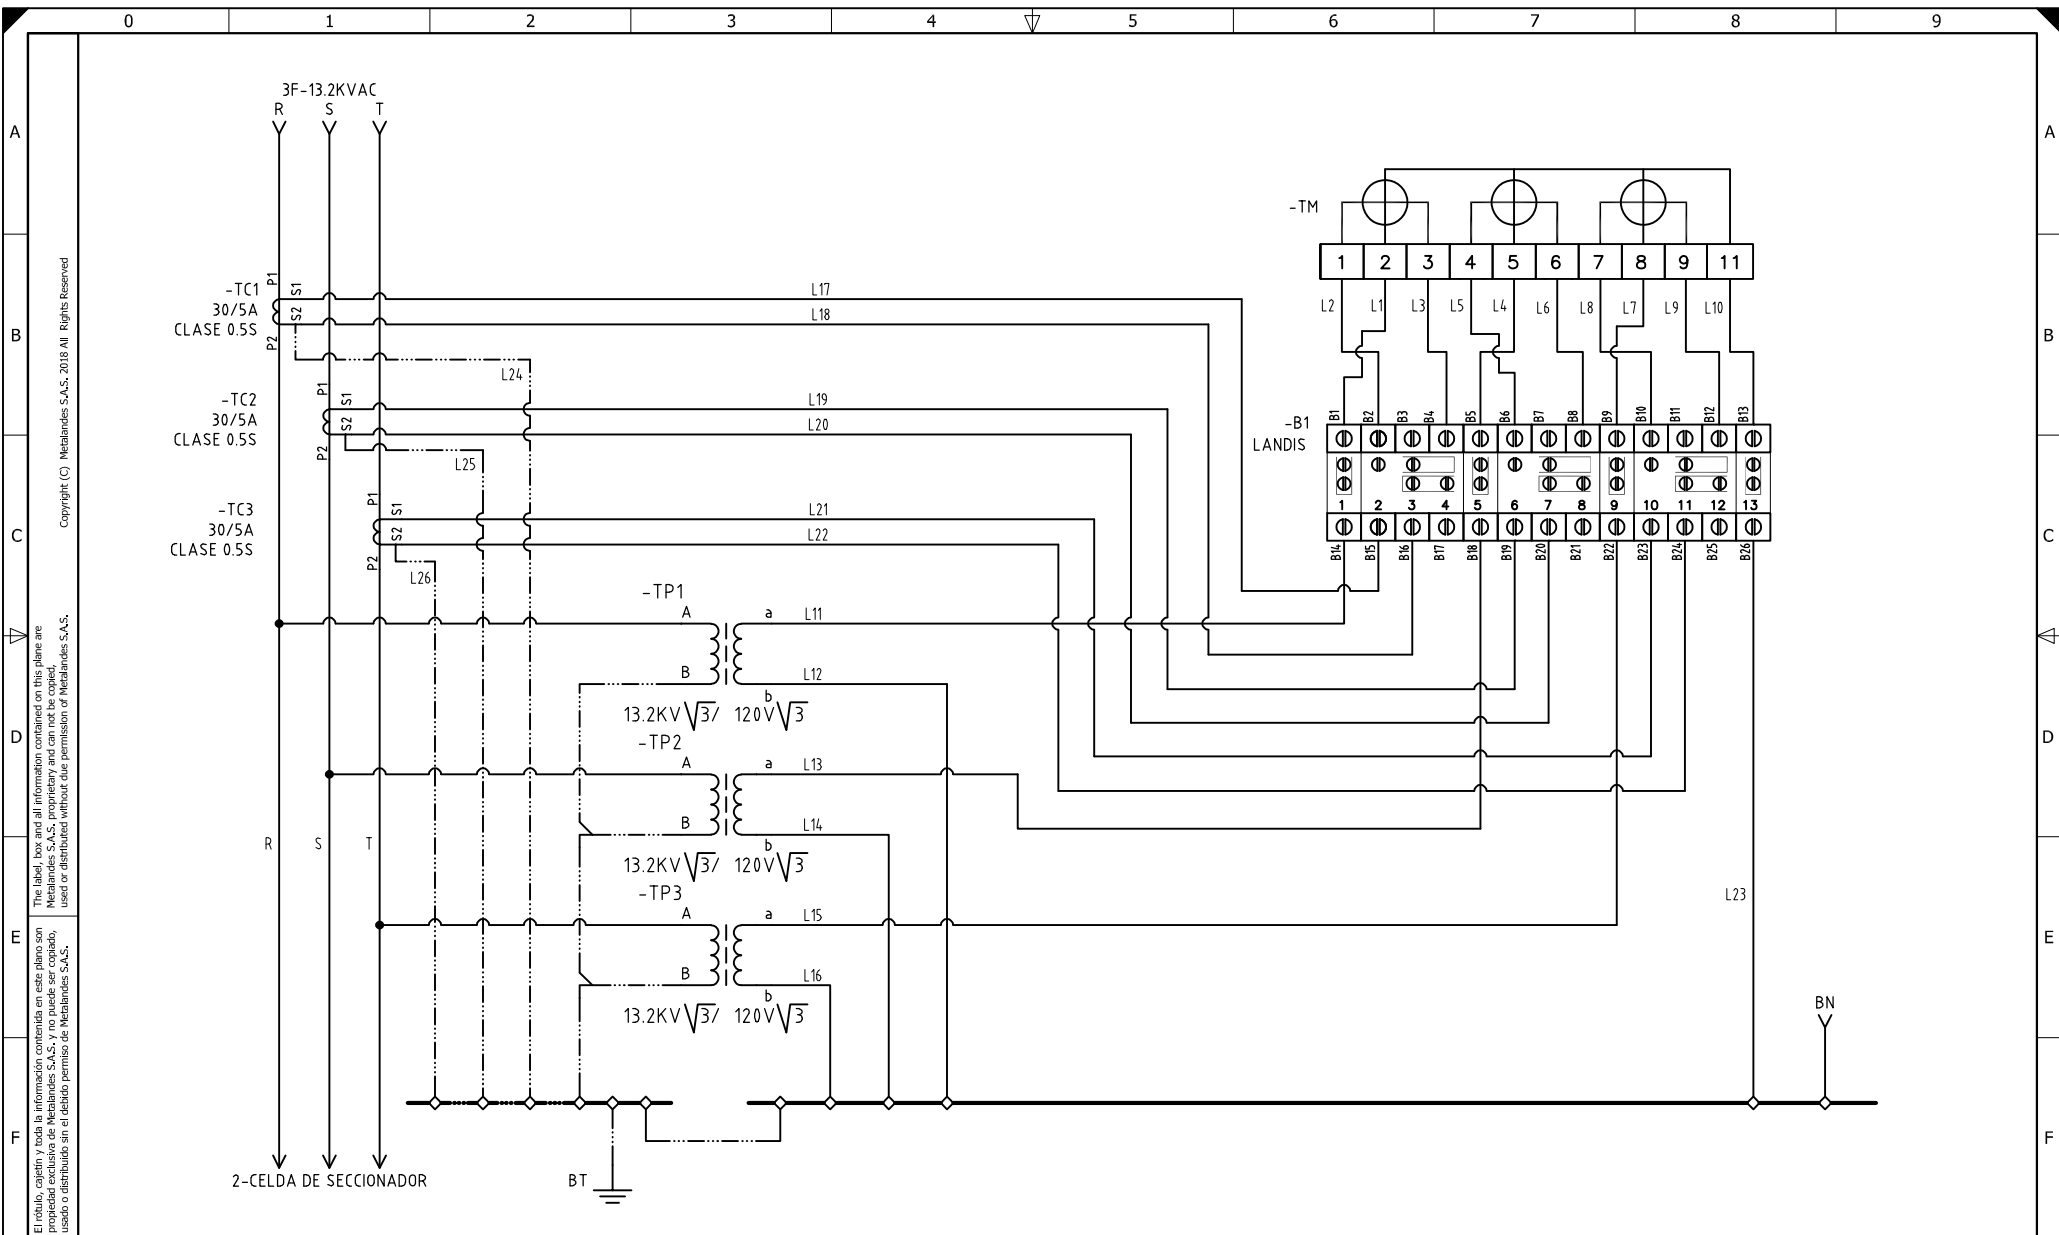 0 1 2 3 4 5 6 7 8 9
A
B
C
D
E
F
A
B
C
D
E
F
Copyright (C) Metalandes S.A.S. 2018 All Rights Reserved
The label, box and all information contained on this plane are
Metalandes S.A.S. proprietary and can not be copied,
used or distributed without due permission of Metalandes S.A.S.
El rótulo, cajetín y toda la información contenida en este plano son
propiedad exclusiva de Metalandes S.A.S. y no puede ser copiado,
usado o distribuido sin el debido permiso de Metalandes S.A.S.
3F-13.2KVAC
R S T
-TM
1 2 3 4 5 6 7 8 9 11
L2 L1 L3 L5 L4 L6 L8 L7 L9 L10
P1
S1
-TC1
30/5A
CLASE 0.5S
S2
P2
L17
L18
L24
P1
S1
-TC2
30/5A
CLASE 0.5S
S2
P2
L19
L20
L25
P1
S1
-TC3
30/5A
CLASE 0.5S
S2
P2
L21
L22
L26
-B1
LANDIS
B1 B2 B3 B4 B5 B6 B7 B8 B9 B10 B11 B12 B13
1 2 3 4 5 6 7 8 9 10 11 12 13
B14 B15 B16 B17 B18 B19 B20 B21 B22 B23 B24 B25 B26
-TP1
A a L11
B L12
b
13.2KV√3/ 120V√3
-TP2
A a L13
B L14
b
13.2KV√3/ 120V√3
R S T
-TP3
A a L15
B L16
b
13.2KV√3/ 120V√3
L23
BN
2-CELDA DE SECCIONADOR
BT